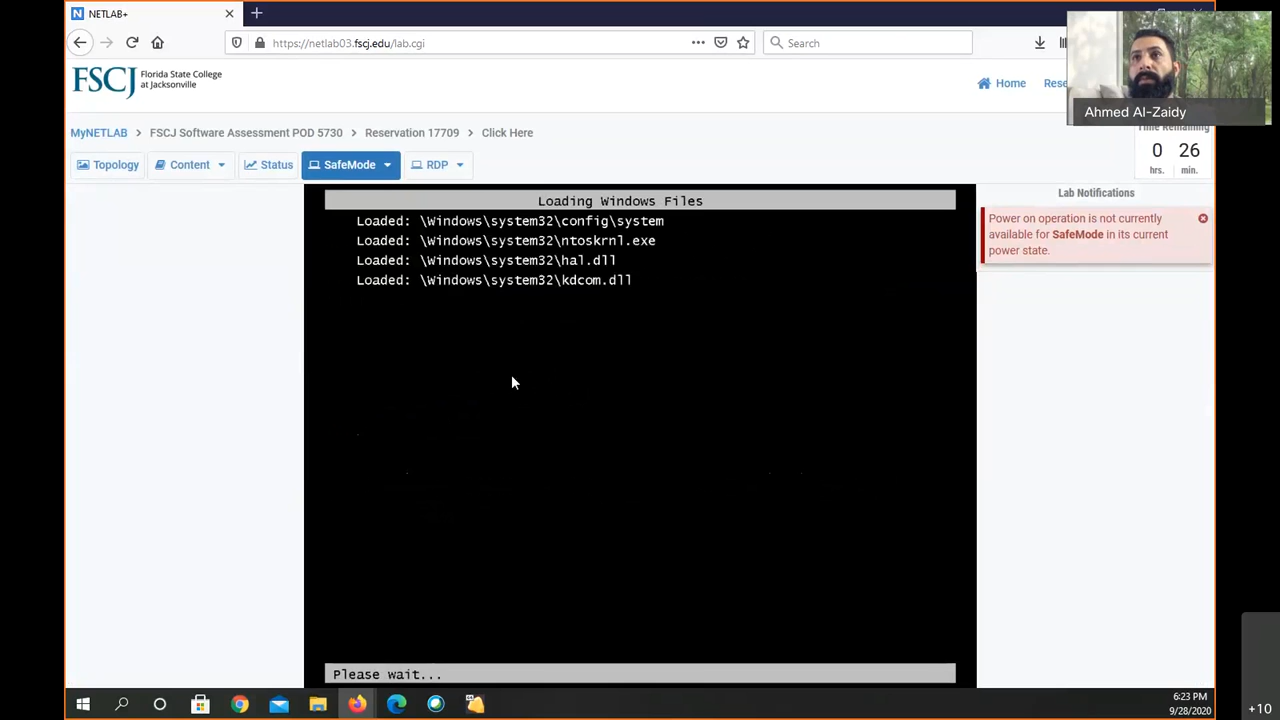 NETLAB+
https://netlab03.fscj.edu/lab.cgi
Search
FSCJ Florida State College
at Jacksonville
Home
Rese
Ahmed Al-Zaidy
MyNETLAB > FSCJ Software Assessment POD 5730 > Reservation 17709 > Click Here
Time Remaining
0 26
hrs. min.
Topology Content Status SafeMode RDP
Lab Notifications
Power on operation is not currently
available for SafeMode in its current
power state.
Loading Windows Files
Loaded: \Windows\system32\config\system
Loaded: \Windows\system32\ntoskrnl.exe
Loaded: \Windows\system32\hal.dll
Loaded: \Windows\system32\kdcom.dll
Please wait...
6:23 PM
9/28/2020
+10